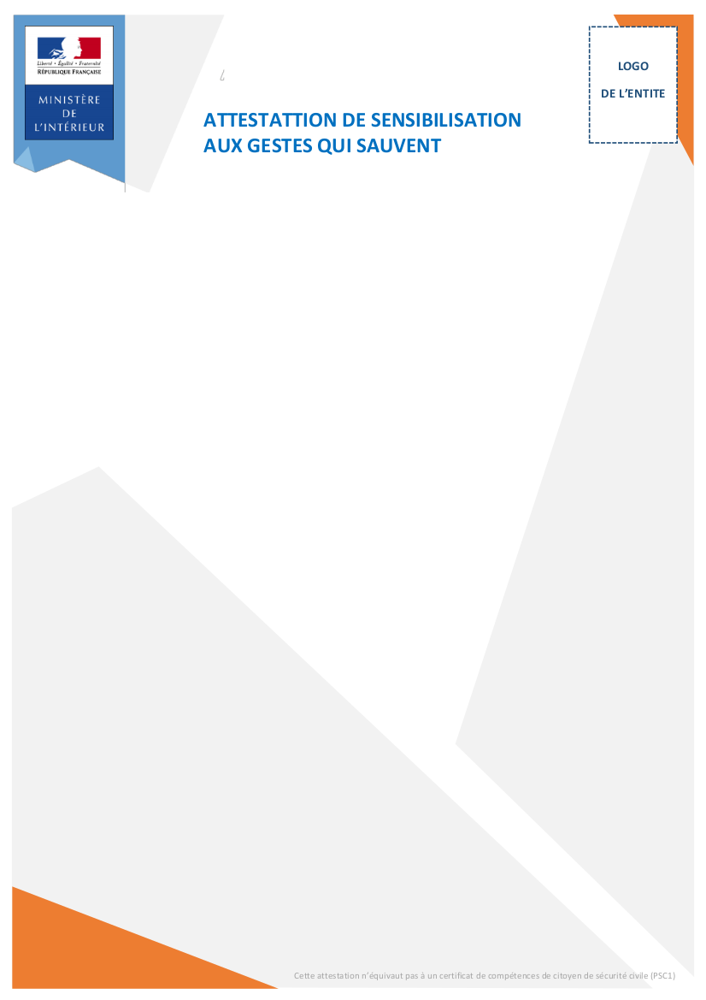 Liberté • Égalité • Fraternité
RÉPUBLIQUE FRANÇAISE
MINISTÈRE
DE
L'INTÉRIEUR
LOGO
DE L’ENTITE
ATTESTATTION DE SENSIBILISATION
AUX GESTES QUI SAUVENT
Cette attestation n’équivaut pas à un certificat de compétences de citoyen de sécurité civile (PSC1)